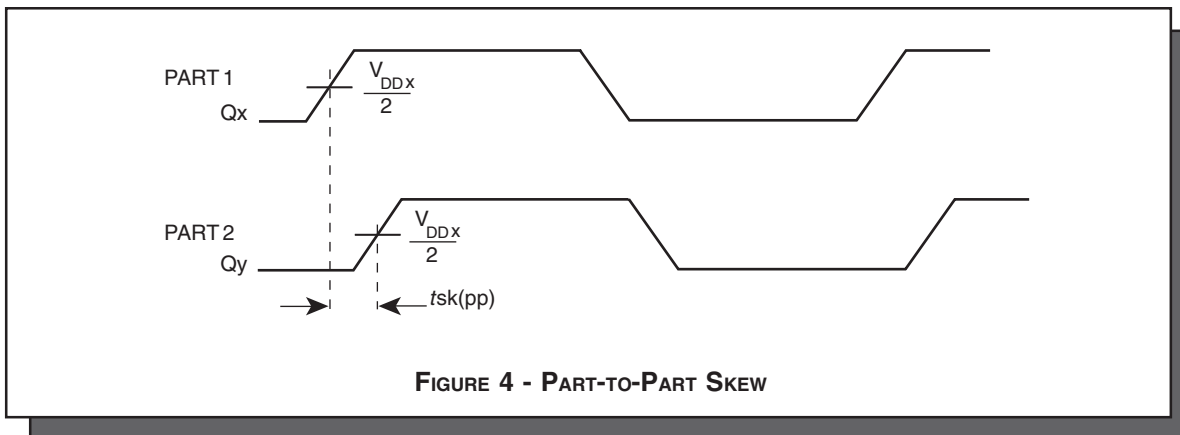 PART 1
Qx
VDDx
2
PART 2
Qy
VDDx
2
tsk(pp)
FIGURE 4 - PART-TO-PART SKEW